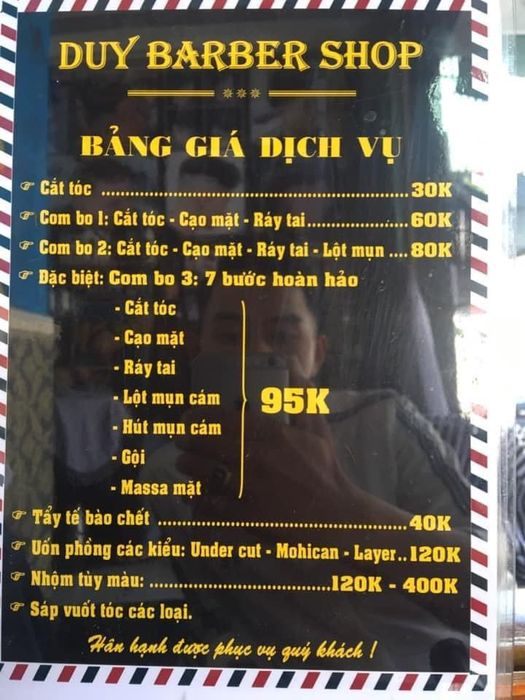 DUY BARBER SHOP
BẢNG GIÁ DỊCH VỤ
☞ Cắt tóc ........................................................ 30K
☞ Com bo 1: Cắt tóc - Cạo mặt - Ráy tai.................... 60K
☞ Com bo 2: Cắt tóc - Cạo mặt - Ráy tai - Lột mụn .... 80K
☞ Đặc biệt: Com bo 3: 7 bước hoàn hảo
- Cắt tóc
- Cạo mặt
- Ráy tai
- Lột mụn cám
- Hút mụn cám
- Gội
- Massa mặt
95K
☞ Tẩy tế bào chết .............................................. 40K
☞ Uốn phồng các kiểu: Under cut - Mohican - Layer.. 120K
☞ Nhộm tùy màu: ................................. 120K - 400K
☞ Sáp vuốt tóc các loại.
Hân hạnh được phục vụ quý khách !